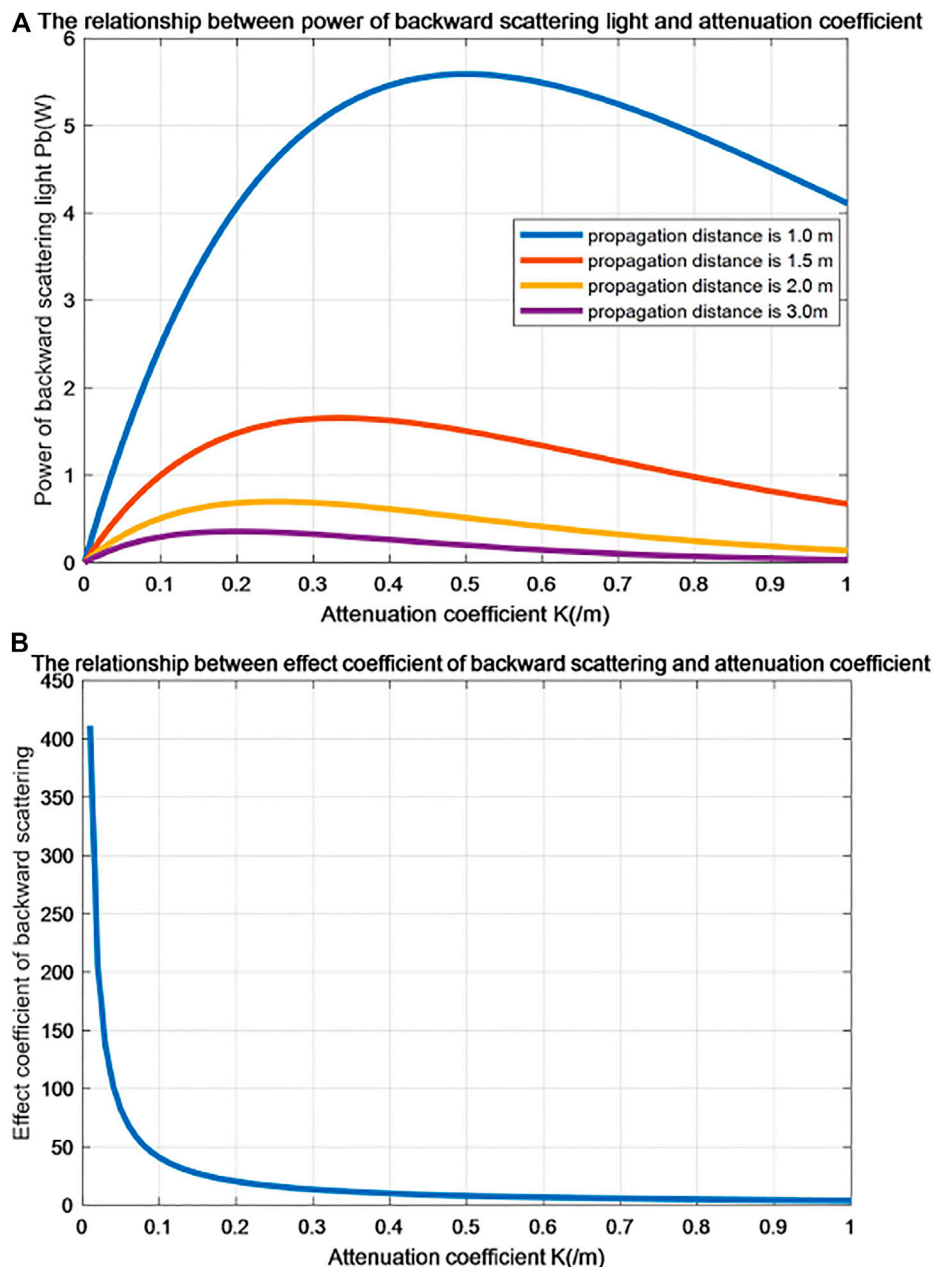 A The relationship between power of backward scattering light and attenuation coefficient
6
5
4
3
2
1
0
Power of backward scattering light Pb(W)
propagation distance is 1.0 m
propagation distance is 1.5 m
propagation distance is 2.0 m
propagation distance is 3.0m
0 0.1 0.2 0.3 0.4 0.5 0.6 0.7 0.8 0.9 1
Attenuation coefficient K(/m)
B
The relationship between effect coefficient of backward scattering and attenuation coefficient
450
400
350
300
250
200
150
100
50
0
Effect coefficient of backward scattering
0 0.1 0.2 0.3 0.4 0.5 0.6 0.7 0.8 0.9 1
Attenuation coefficient K(/m)